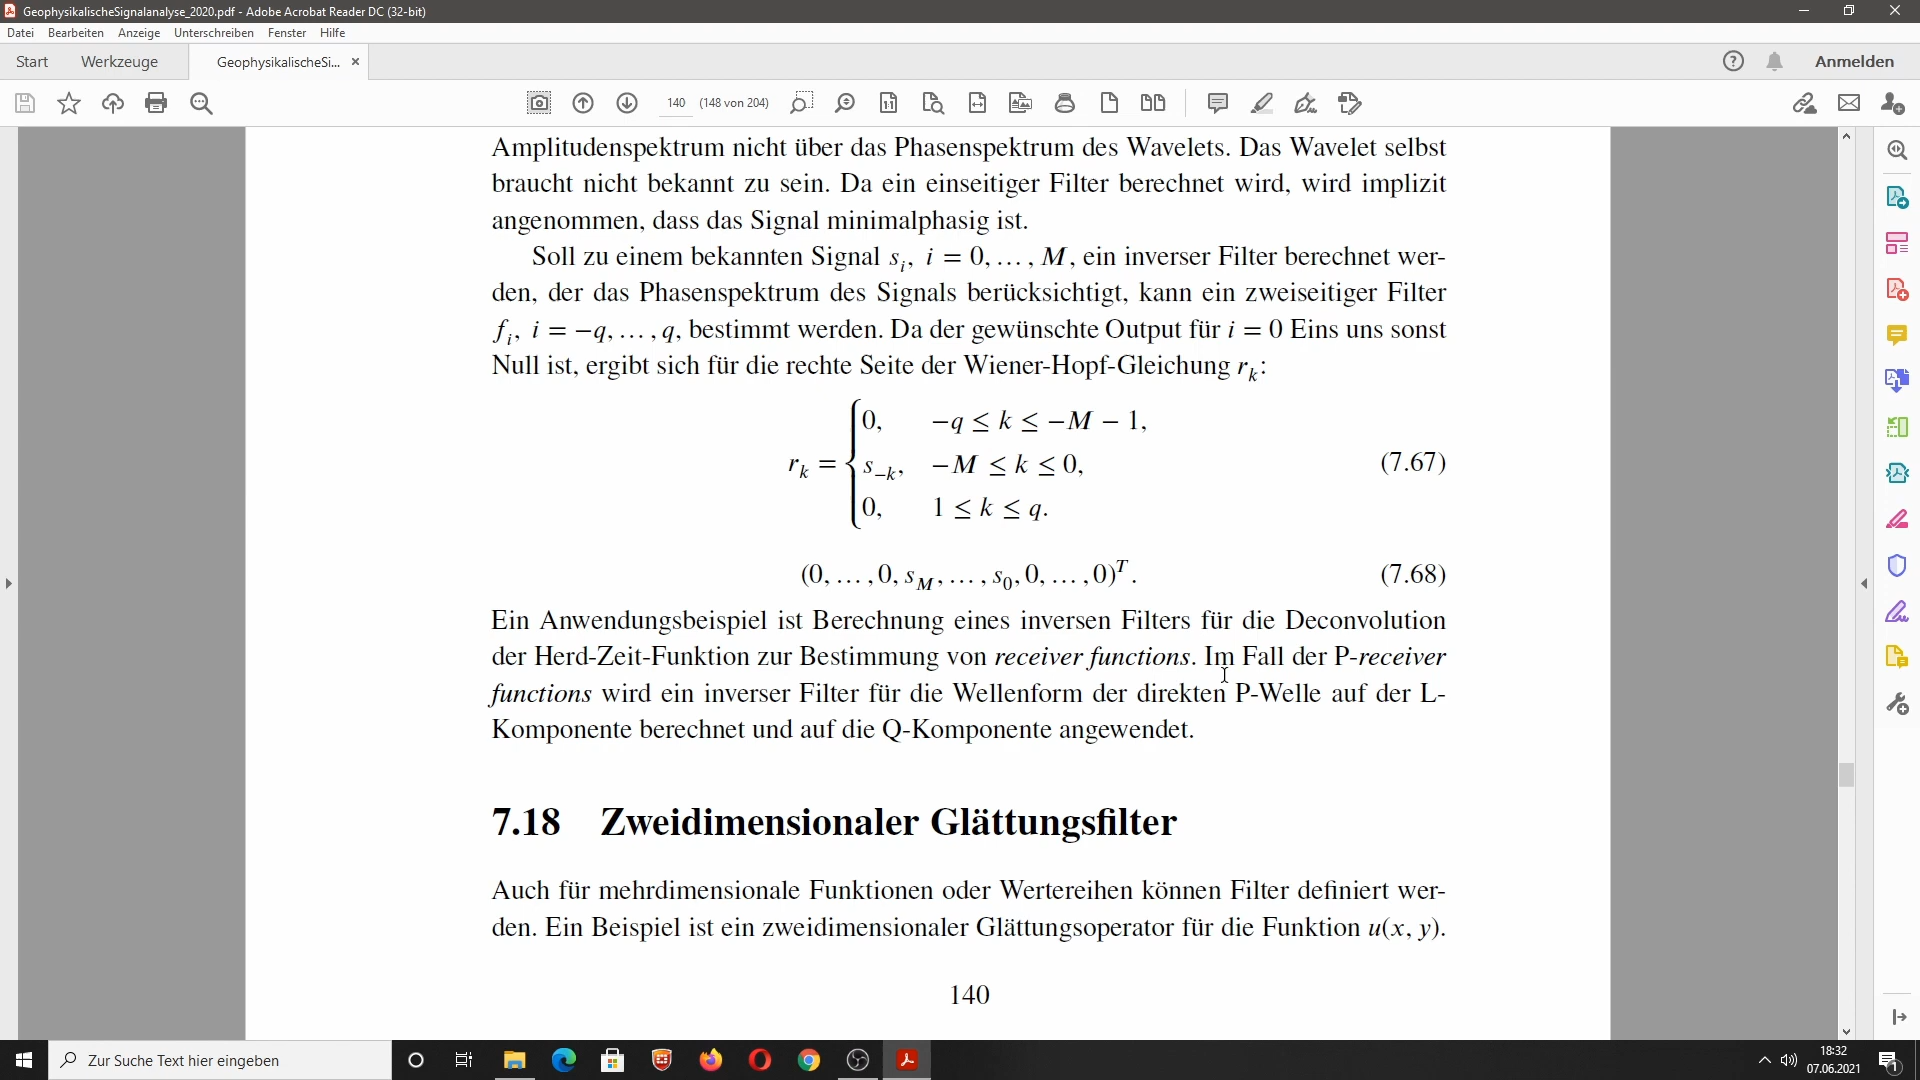 GeophysikalischeSignalanalyse_2020.pdf - Adobe Acrobat Reader DC (32-bit)
Datei Bearbeiten Anzeige Unterschreiben Fenster Hilfe
Start Werkzeuge GeophysikalischeSi... × Anmelden
140 (148 von 204)
Amplitudenspektrum nicht über das Phasenspektrum des Wavelets. Das Wavelet selbst
braucht nicht bekannt zu sein. Da ein einseitiger Filter berechnet wird, wird implizit
angenommen, dass das Signal minimalphasig ist.
Soll zu einem bekannten Signal s_i, i = 0, … , M, ein inverser Filter berechnet wer-
den, der das Phasenspektrum des Signals berücksichtigt, kann ein zweiseitiger Filter
f_i, i = −q, … , q, bestimmt werden. Da der gewünschte Output für i = 0 Eins uns sonst
Null ist, ergibt sich für die rechte Seite der Wiener-Hopf-Gleichung r_k:
0, −q ≤ k ≤ −M − 1,
r_k = { s_{−k}, −M ≤ k ≤ 0, (7.67)
0, 1 ≤ k ≤ q.
(0, … , 0, s_M, … , s_0, 0, … , 0)^T. (7.68)
Ein Anwendungsbeispiel ist Berechnung eines inversen Filters für die Deconvolution
der Herd-Zeit-Funktion zur Bestimmung von receiver functions. Im Fall der P-receiver
functions wird ein inverser Filter für die Wellenform der direkten P-Welle auf der L-
Komponente berechnet und auf die Q-Komponente angewendet.
7.18 Zweidimensionaler Glättungsfilter
Auch für mehrdimensionale Funktionen oder Wertereihen können Filter definiert wer-
den. Ein Beispiel ist ein zweidimensionaler Glättungsoperator für die Funktion u(x, y).
140
Zur Suche Text hier eingeben
18:32
07.06.2021
1